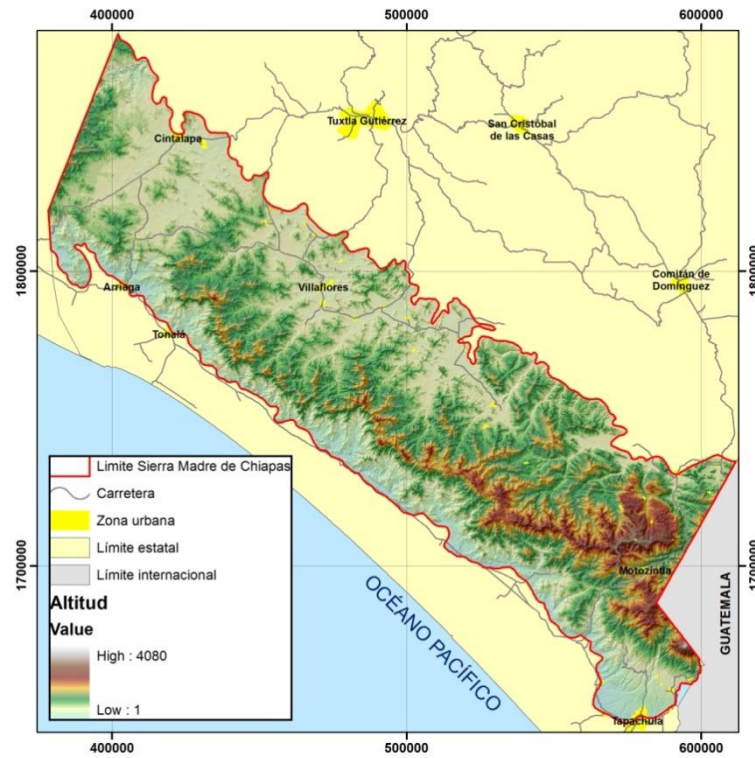 400000
500000
600000
Tuxtla Gutiérrez
San Cristóbal
de las Casas
Cintalapa
1800000
1800000
Comitán de
Domínguez
Arriaga
Villaflores
Tonalá
Limite Sierra Madre de Chiapas
Carretera
Zona urbana
Límite estatal
Límite internacional
Altitud
Value
High : 4080
Low : 1
1700000
1700000
Motozintla
GUATEMALA
OCÉANO PACÍFICO
Tapachula
400000
500000
600000